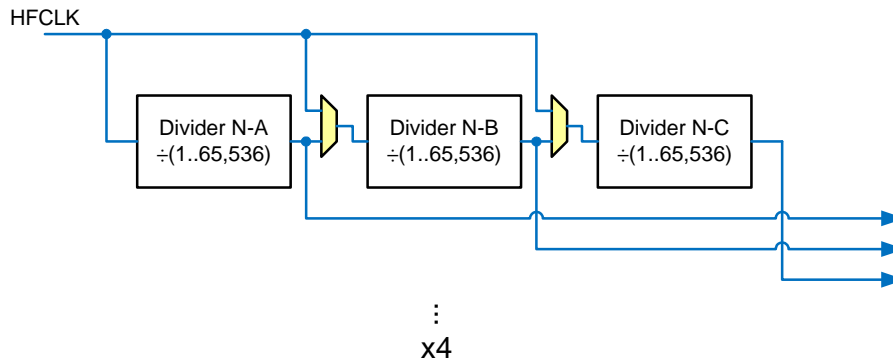 HFCLK
Divider N-A
÷(1..65,536)
Divider N-B
÷(1..65,536)
Divider N-C
÷(1..65,536)
⋮
x4